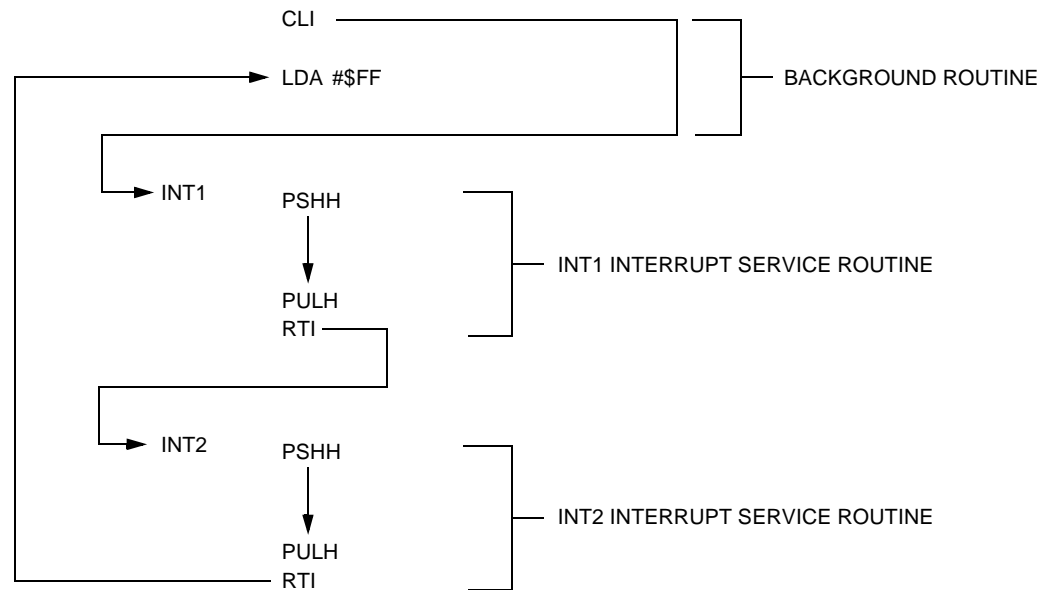 CLI
LDA #$FF
BACKGROUND ROUTINE
INT1
PSHH
INT1 INTERRUPT SERVICE ROUTINE
PULH
RTI
INT2
PSHH
INT2 INTERRUPT SERVICE ROUTINE
PULH
RTI